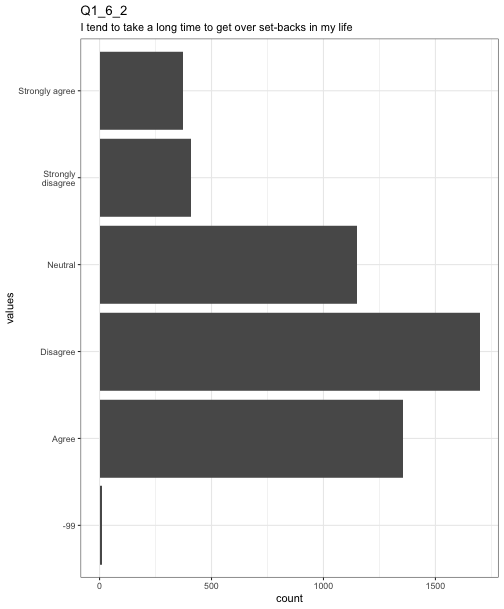 Q1_6_2
I tend to take a long time to get over set-backs in my life
Strongly agree
Strongly
disagree
Neutral
Disagree
Agree
-99
values
0 500 1000 1500
count